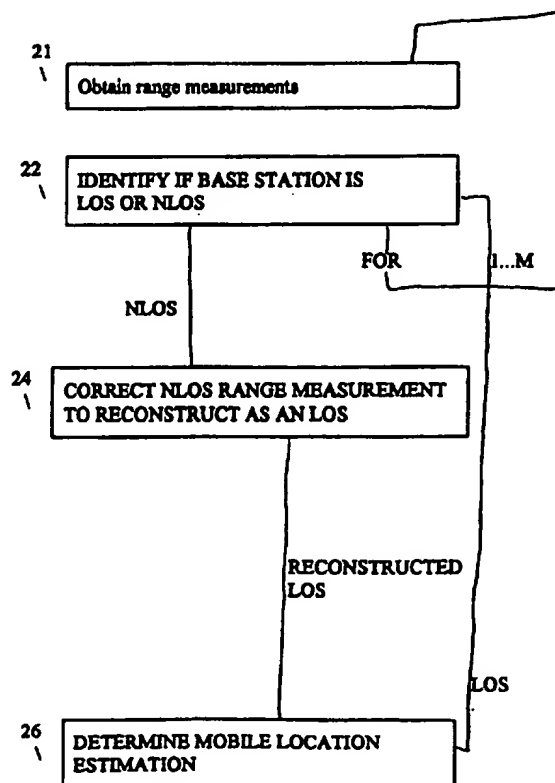 21
Obtain range measurements
22
IDENTIFY IF BASE STATION IS
LOS OR NLOS
FOR 1...M
NLOS
24
CORRECT NLOS RANGE MEASUREMENT
TO RECONSTRUCT AS AN LOS
RECONSTRUCTED
LOS
LOS
26
DETERMINE MOBILE LOCATION
ESTIMATION